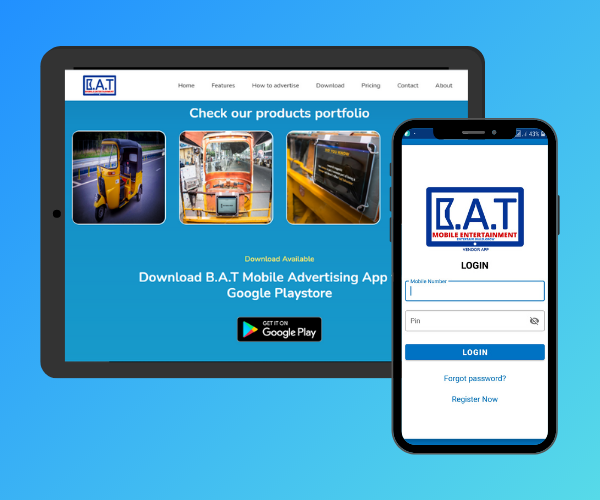 B.A.T
MOBILE ENTERTAINMENT
Home
Features
How to advertise
Download
Pricing
Contact
About
Check our products portfolio
Download Available
Download B.A.T Mobile Advertising App
Google Playstore
GET IT ON
Google Play
43%
B.A.T
MOBILE ENTERTAINMENT
VENDOR APP
LOGIN
Mobile Number
Pin
LOGIN
Forgot password?
Register Now